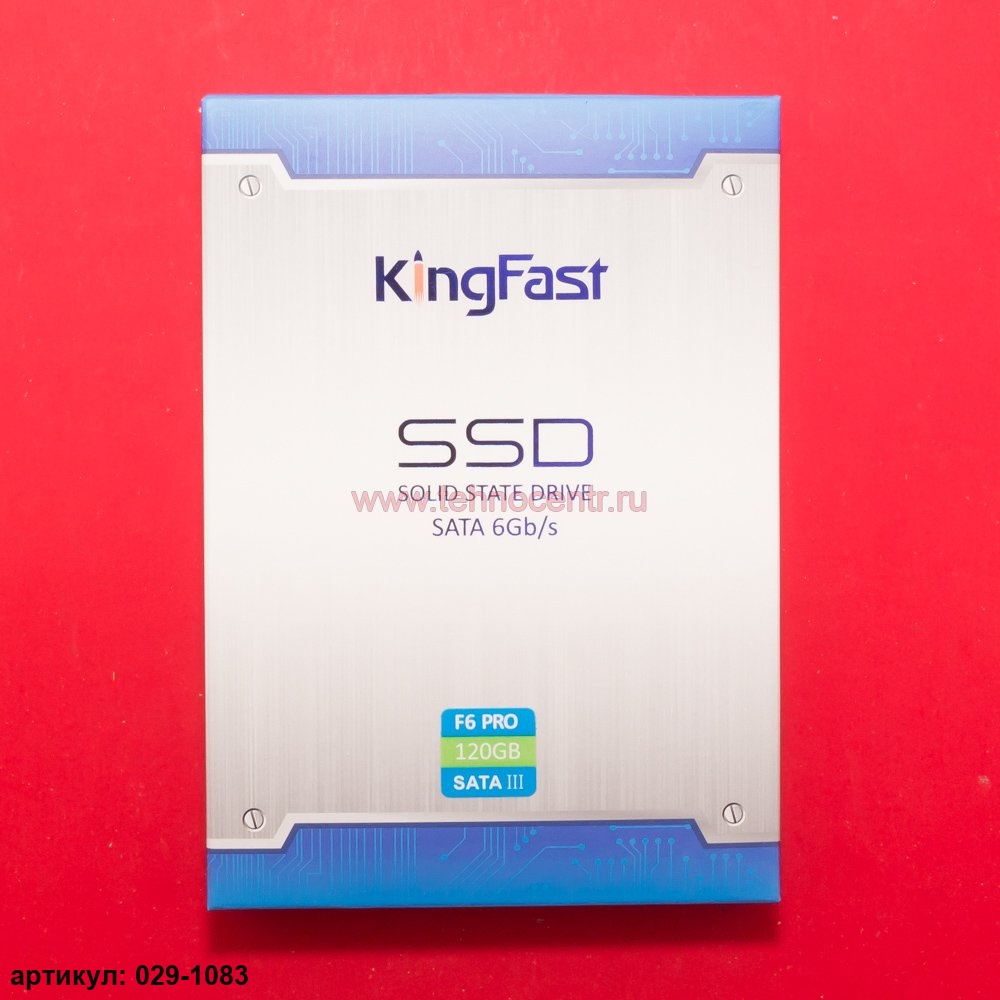 KingFast
SSD
SOLID STATE DRIVE
www.tehnocentr.ru
SATA 6Gb/s
F6 PRO
120GB
SATA III
артикул: 029-1083